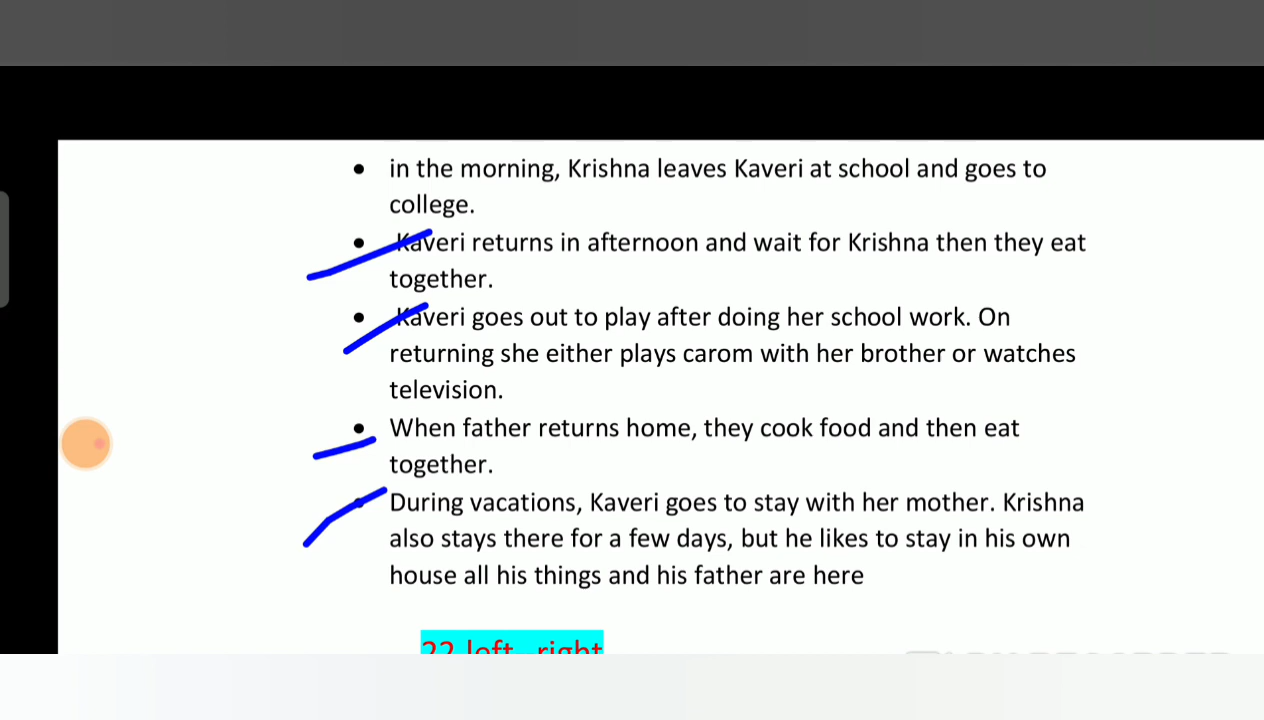 • in the morning, Krishna leaves Kaveri at school and goes to
college.
• Kaveri returns in afternoon and wait for Krishna then they eat
together.
• Kaveri goes out to play after doing her school work. On
returning she either plays carom with her brother or watches
television.
• When father returns home, they cook food and then eat
together.
• During vacations, Kaveri goes to stay with her mother. Krishna
also stays there for a few days, but he likes to stay in his own
house all his things and his father are here
22 left right